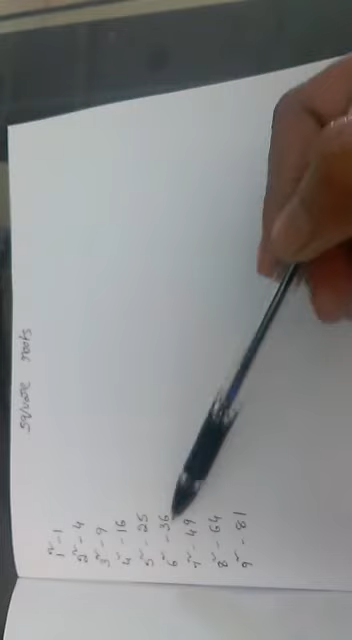 square roots
1² - 1
2² - 4
3² - 9
4² - 16
5² - 25
6² - 36
7² - 49
8² - 64
9² - 81